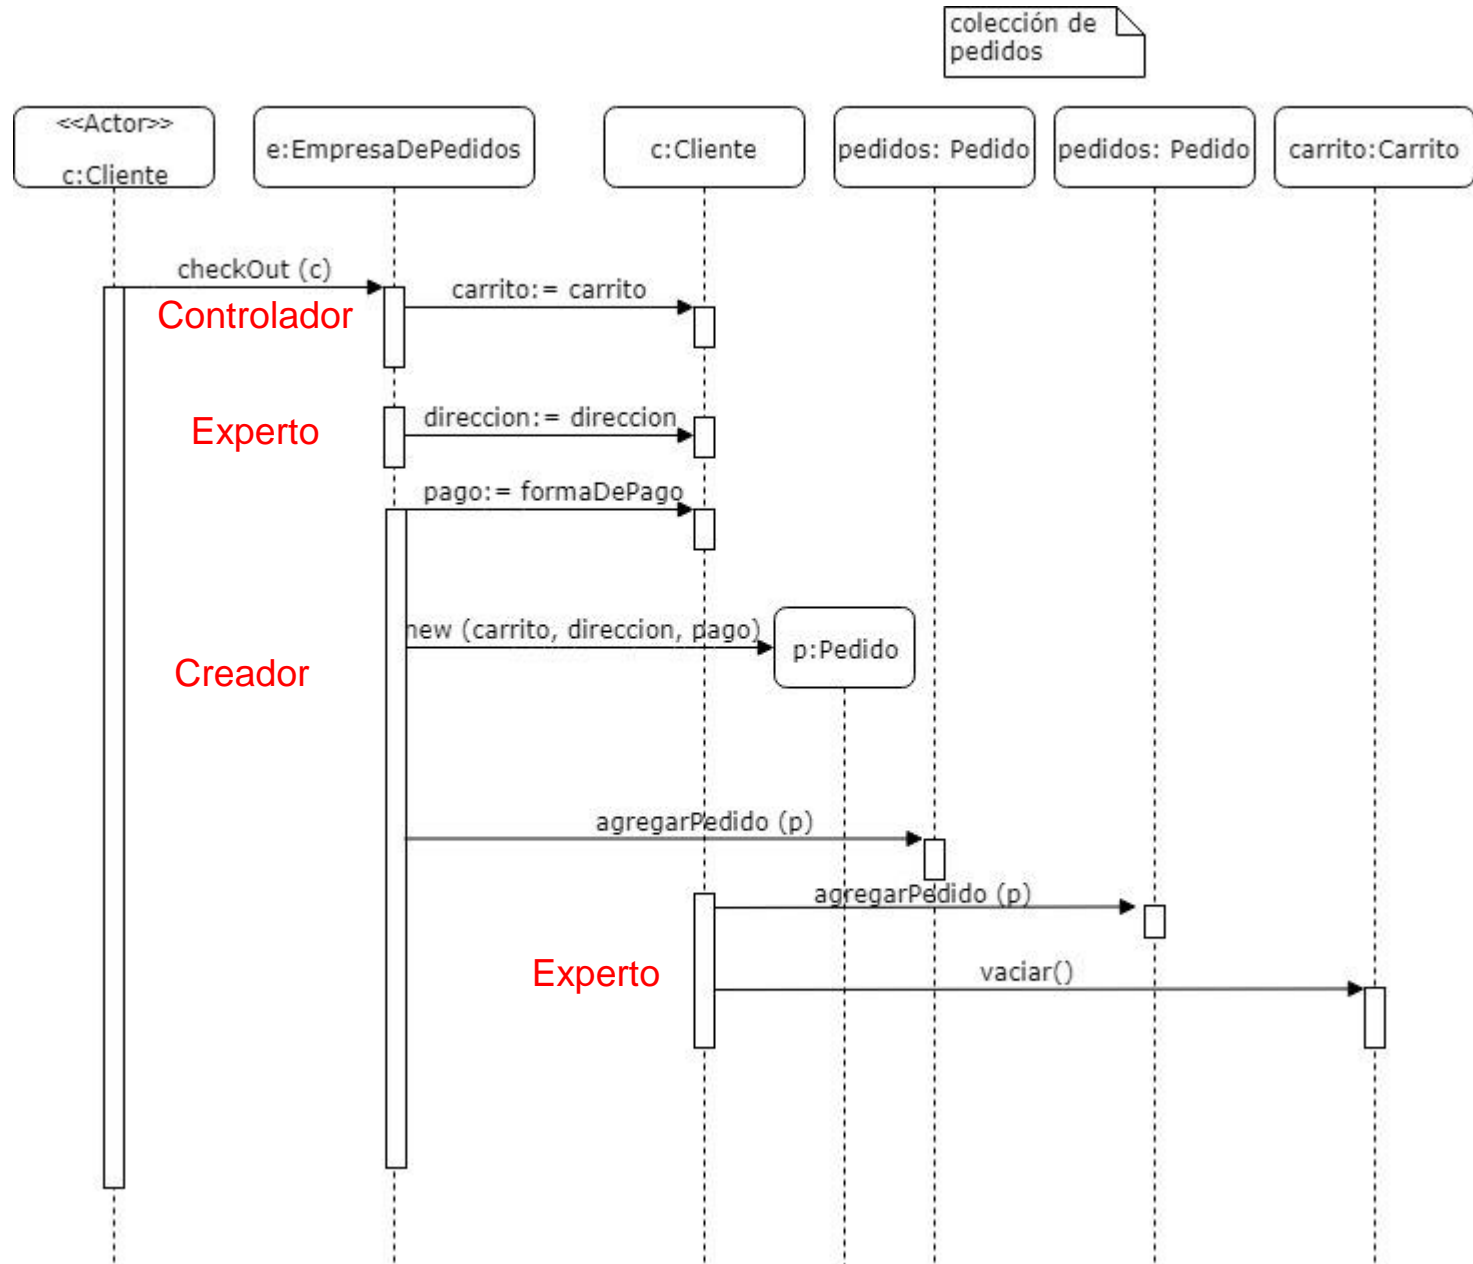 colección de
pedidos
<<Actor>>
c:Cliente
e:EmpresaDePedidos
c:Cliente
pedidos: Pedido
pedidos: Pedido
carrito:Carrito
checkOut (c)
carrito:= carrito
Controlador
direccion:= direccion
Experto
pago:= formaDePago
new (carrito, direccion, pago)
p:Pedido
Creador
agregarPedido (p)
agregarPedido (p)
Experto
vaciar()